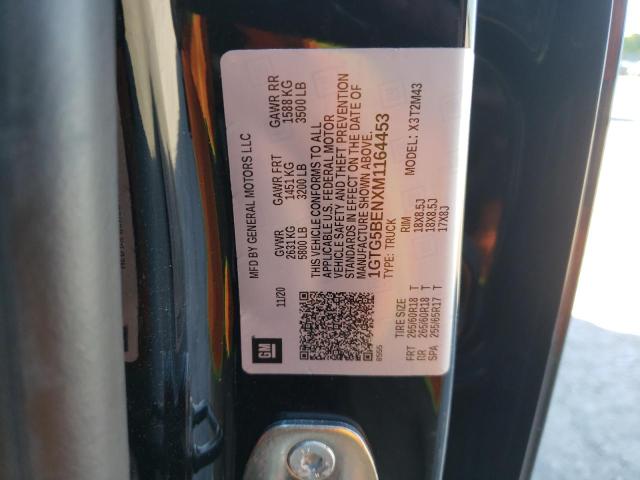 MFD BY GENERAL MOTORS LLC
11/20
GVWR
2631 KG
5800 LB
GAWR FRT
1451 KG
3200 LB
GAWR RR
1588 KG
3500 LB
THIS VEHICLE CONFORMS TO ALL
APPLICABLE U.S. FEDERAL MOTOR
VEHICLE SAFETY AND THEFT PREVENTION
STANDARDS IN EFFECT ON THE DATE OF
MANUFACTURE SHOWN ABOVE.
1GTG5BENXM1164453
TYPE: TRUCK
MODEL: X3T2M43
GM
TIRE SIZE
RIM
FRT 265/60R18 T 18X8.5J
RR 265/60R18 T 18X8.5J
SPA 255/65R17 T 17X8J